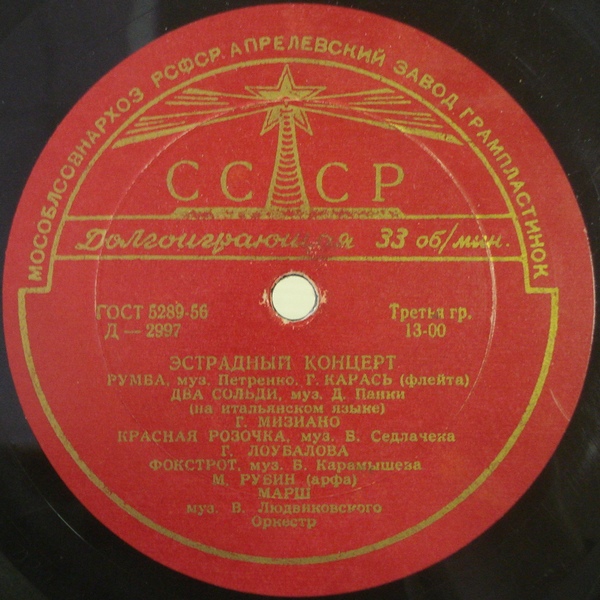 МОСОБЛСОВНАРХОЗ РСФСР. АПРЕЛЕВСКИЙ ЗАВОД ГРАМПЛАСТИНОК
СССР
Долгоиграющая 33 об/мин.
ГОСТ 5289-56
Д — 2997
Третья гр.
13-00
ЭСТРАДНЫЙ КОНЦЕРТ
РУМБА, муз. Петренко, Г. КАРАСЬ (флейта)
ДВА СОЛЬДИ, муз. Д. Панки
(на итальянском языке)
Г. МИЗИАНО
КРАСНАЯ РОЗОЧКА, муз. Б. Седлачека
Г. ЛОУБАЛОВА
ФОКСТРОТ, муз. Б. Карамышева
М. РУБИН (арфа)
МАРШ
муз. В. Людвиковского
Оркестр